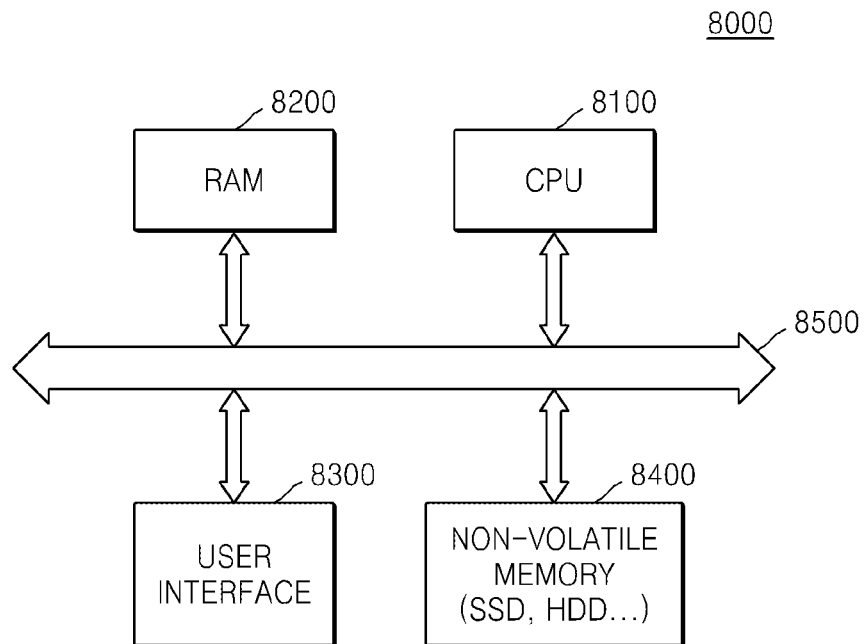 8000
8200
8100
RAM
CPU
8500
8300
8400
USER
INTERFACE
NON-VOLATILE
MEMORY
(SSD, HDD...)